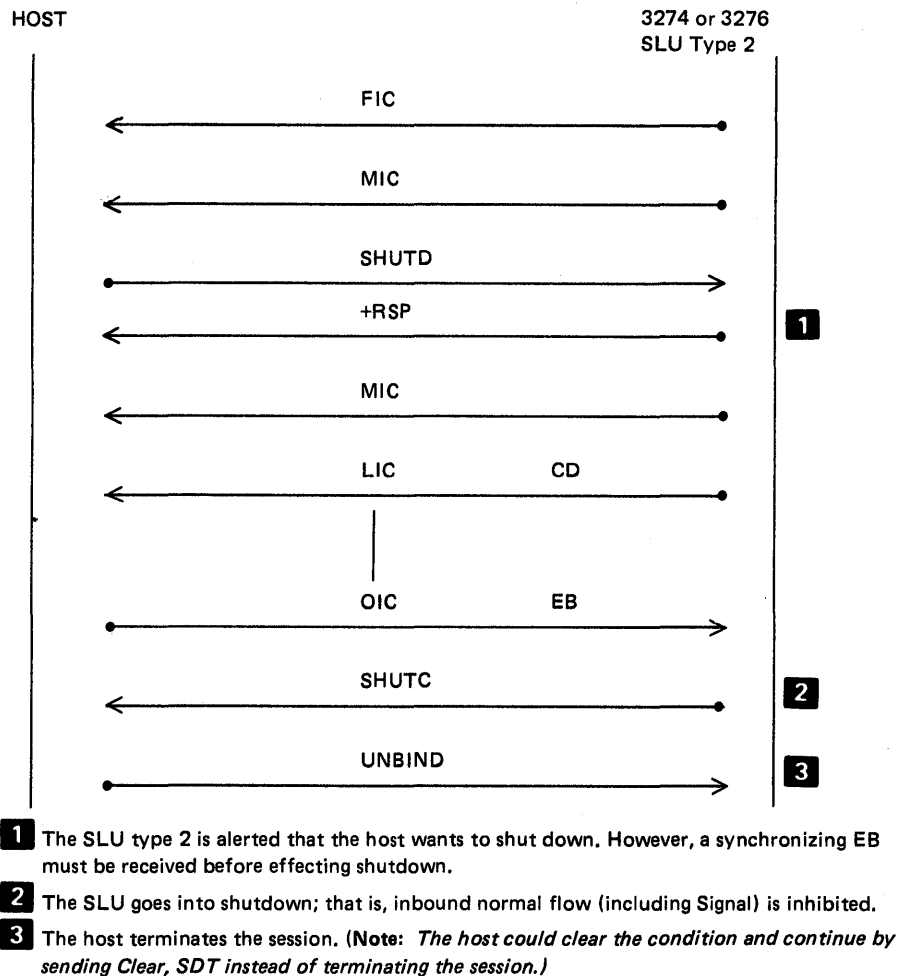 HOST
3274 or 3276
SLU Type 2
FIC
MIC
SHUTD
+RSP
1
MIC
LIC CD
OIC EB
SHUTC
2
UNBIND
3
1 The SLU type 2 is alerted that the host wants to shut down. However, a synchronizing EB
must be received before effecting shutdown.
2 The SLU goes into shutdown; that is, inbound normal flow (including Signal) is inhibited.
3 The host terminates the session. (Note: The host could clear the condition and continue by
sending Clear, SDT instead of terminating the session.)